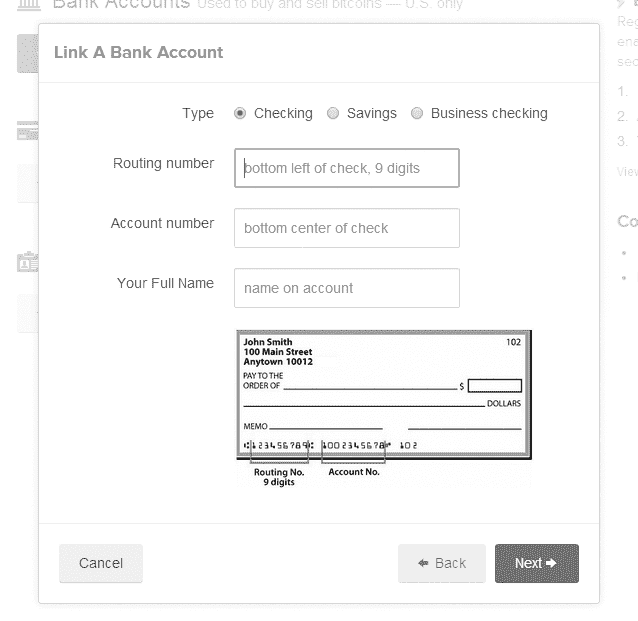 Bank Accounts Used to buy and sell bitcoins — U.S. only
Link A Bank Account
Type Checking Savings Business checking
Routing number bottom left of check, 9 digits
Account number bottom center of check
Your Full Name name on account
John Smith 102
100 Main Street
Anytown 10012
PAY TO THE
ORDER OF $
DOLLARS
MEMO
123456789 1002345678 102
Routing No. Account No.
9 digits
Cancel Back Next
Reg
ena
sec
1.
2.
3.
View
Co